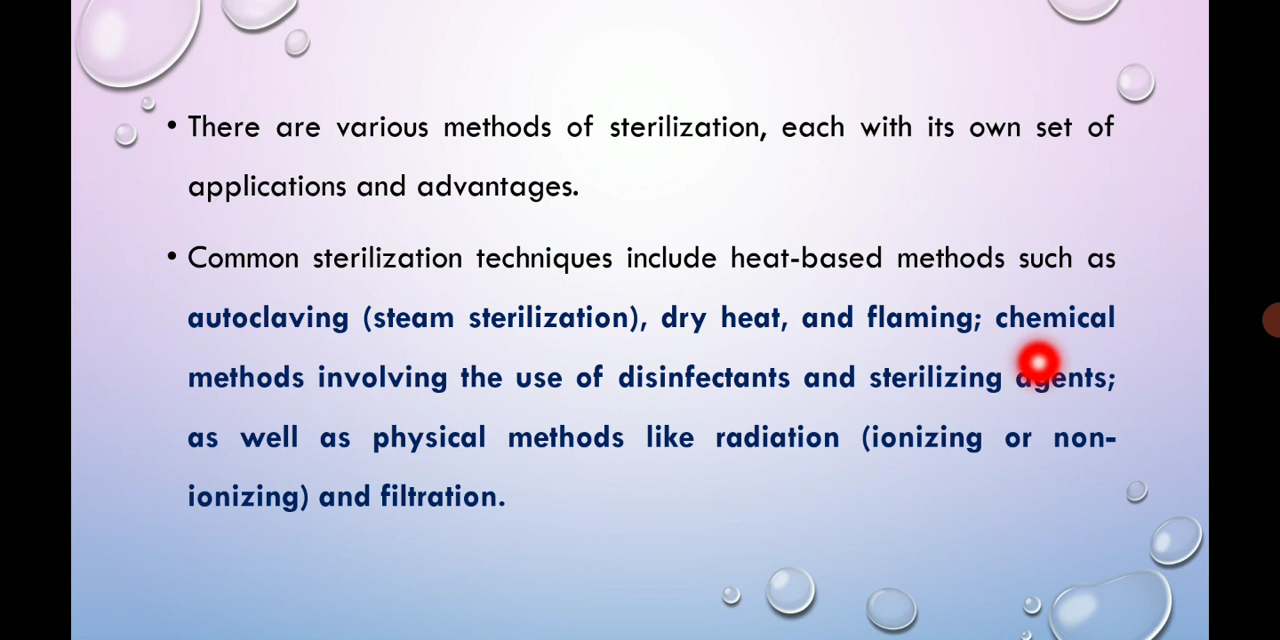 • There are various methods of sterilization, each with its own set of
applications and advantages.
• Common sterilization techniques include heat-based methods such as
autoclaving (steam sterilization), dry heat, and flaming; chemical
methods involving the use of disinfectants and sterilizing agents;
as well as physical methods like radiation (ionizing or non-
ionizing) and filtration.